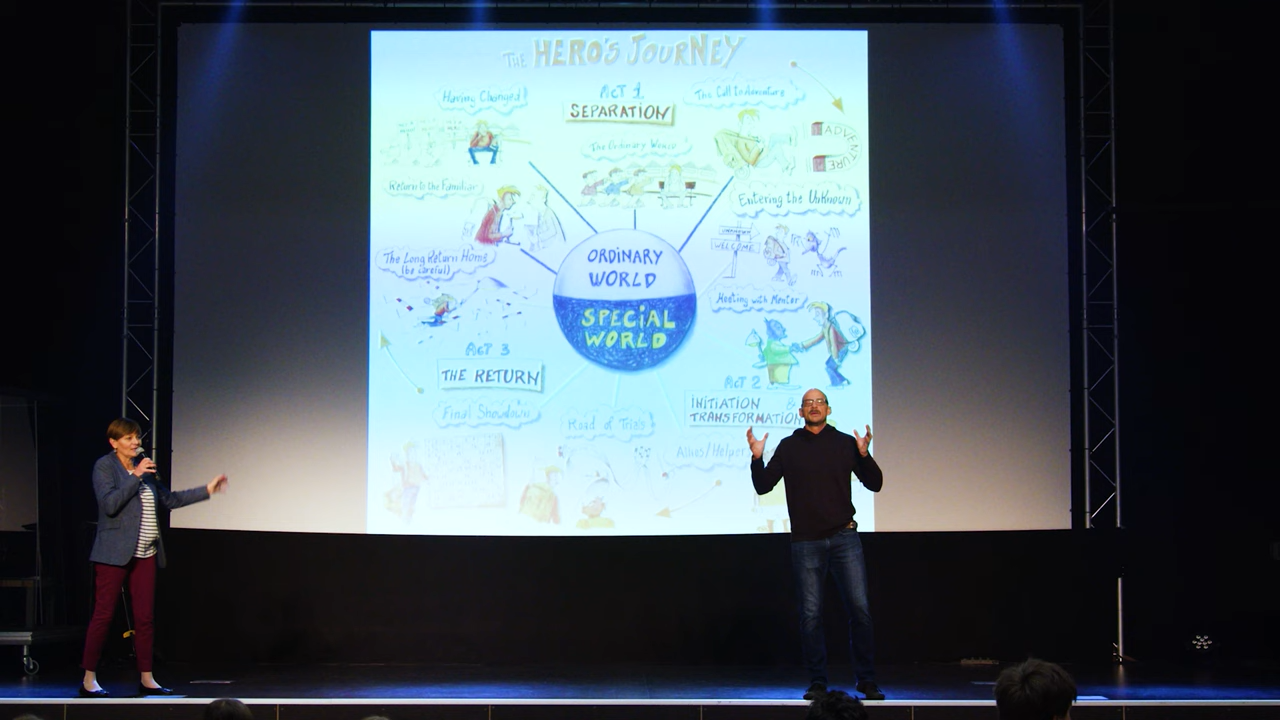 THE HERO'S JOURNEY
Having Changed!
ACT 1
SEPARATION
The Call to Adventure
The Ordinary World
ADVENTURE
Return to the Familiar
Entering the Unknown
WELCOME
The Long Return Home
(be careful)
ORDINARY
WORLD
SPECIAL
WORLD
Meeting with Mentor
ACT 3
THE RETURN
ACT 2
INITIATION &
TRANSFORMATION
Final Showdown
Road of Trials
Allies/Helpers